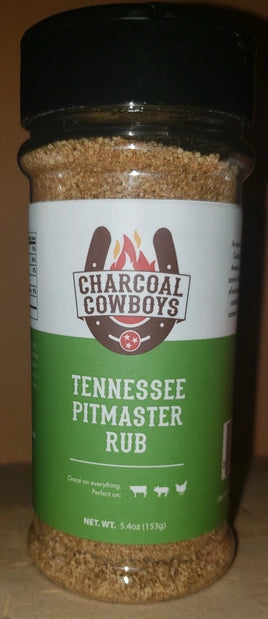 CHARCOAL
COWBOYS
TENNESSEE
PITMASTER
RUB
Great on everything.
Perfect on:
NET. WT. 5.4oz (153g)